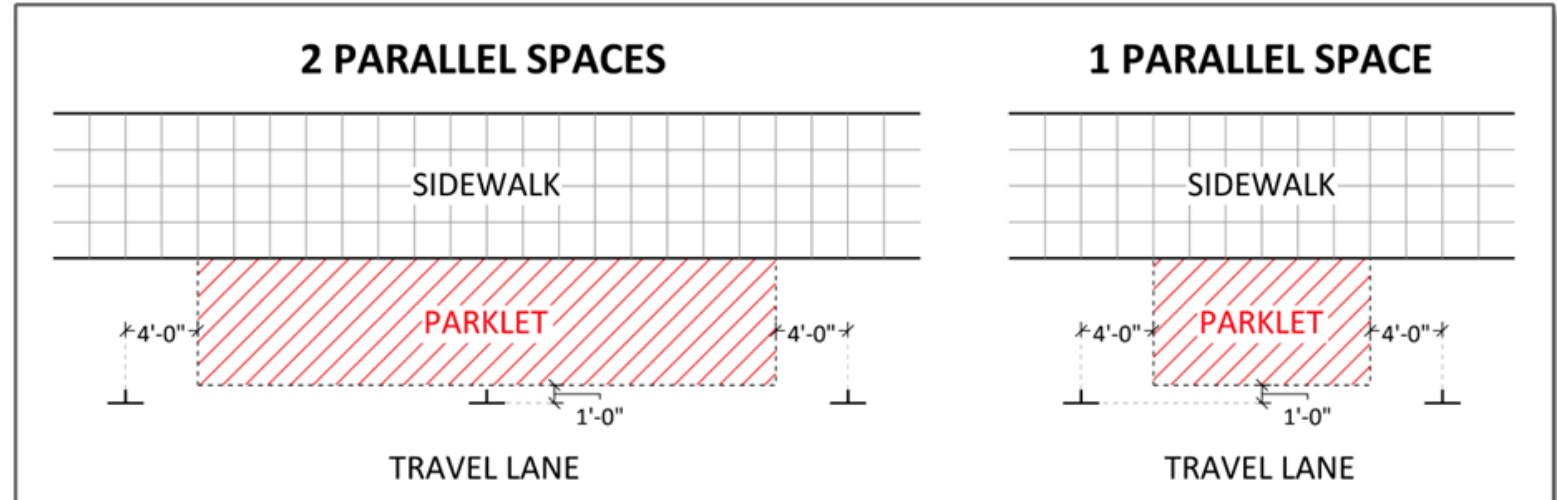 2 PARALLEL SPACES
SIDEWALK
PARKLET
4'-0"
4'-0"
1'-0"
TRAVEL LANE
1 PARALLEL SPACE
SIDEWALK
PARKLET
4'-0"
4'-0"
1'-0"
TRAVEL LANE